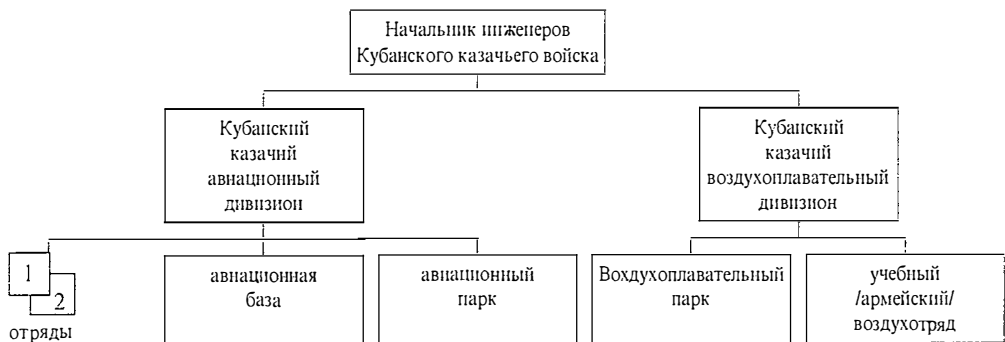 Начальник инженеров
Кубанского казачьего войска
Кубанский
казачий
авиационный
дивизион
Кубанский
казачий
воздухоплавательный
дивизион
1
2
отряды
авиационная
база
авиационный
парк
Воздухоплавательный
парк
учебный
/армейский/
воздухотряд